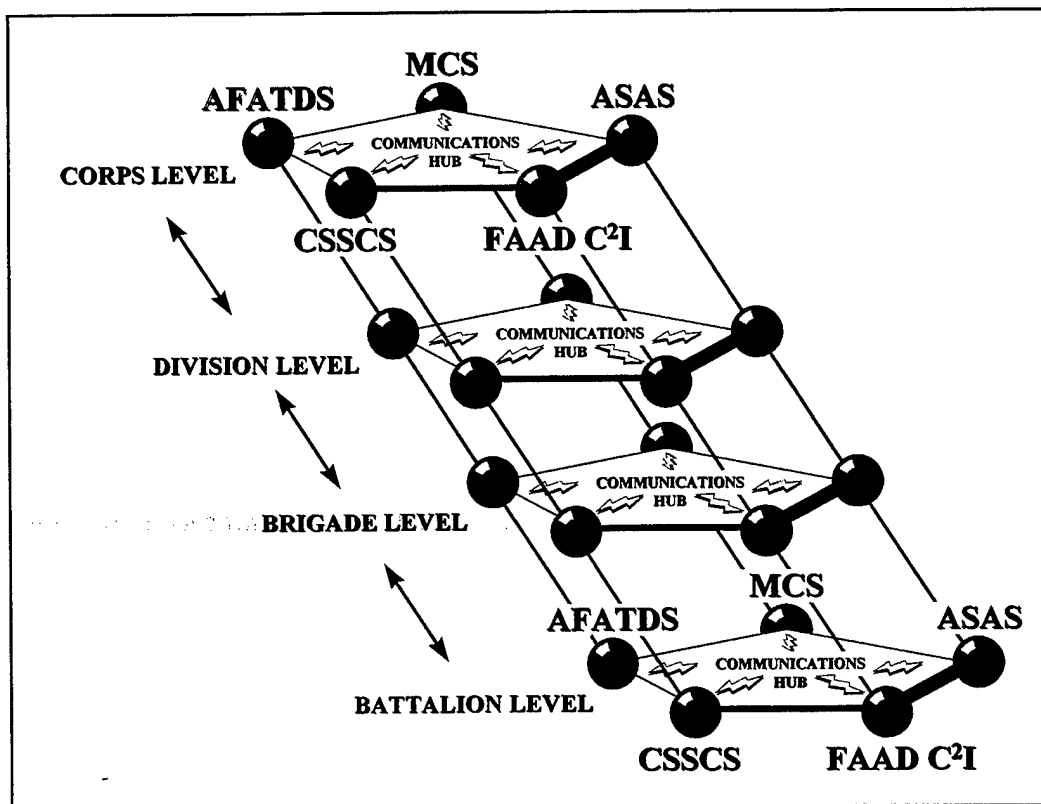 MCS
AFATDS
ASAS
COMMUNICATIONS
HUB
CORPS LEVEL
CSSCS
FAAD C²I
COMMUNICATIONS
HUB
DIVISION LEVEL
COMMUNICATIONS
HUB
BRIGADE LEVEL
MCS
AFATDS
ASAS
COMMUNICATIONS
HUB
BATTALION LEVEL
CSSCS
FAAD C²I